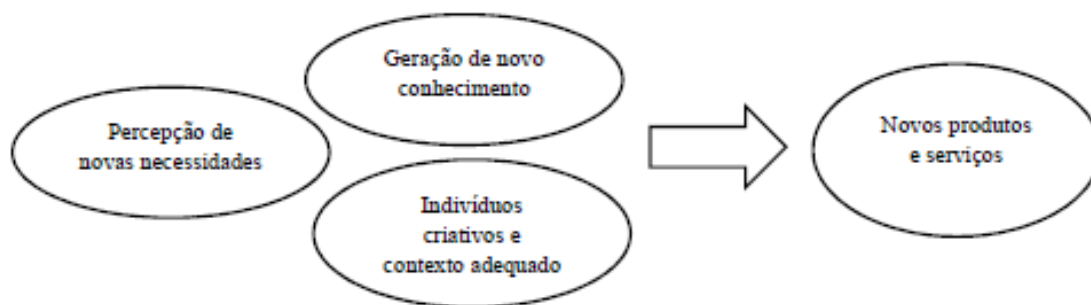 Percepção de
novas necessidades
Geração de novo
conhecimento
Indivíduos
criativos e
contexto adequado
Novos produtos
e serviços